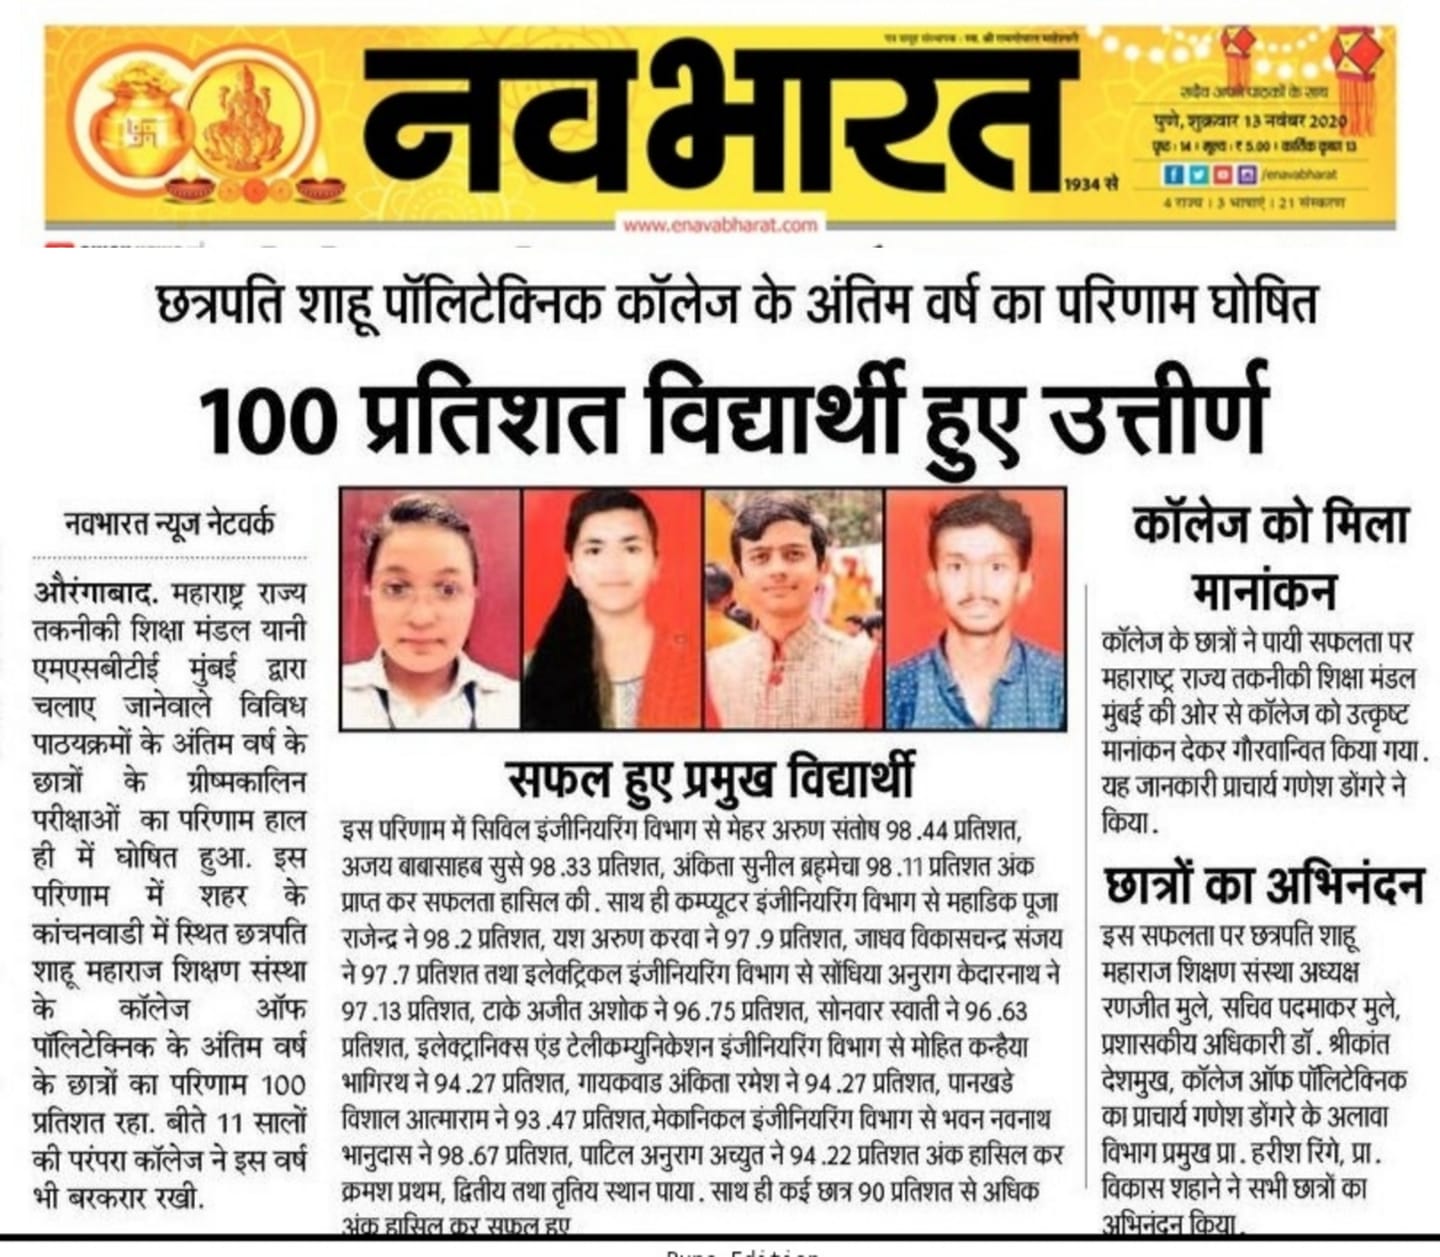 पत्र समूह संस्थापक : स्व. श्री रामगोपाल माहेश्वरी
नवभारत
1934 से
सदैव अपने पाठकों के साथ
पुणे, शुक्रवार 13 नवंबर 2020
पृष्ठ : 14 । मूल्य : ₹ 5.00 । कार्तिक कृष्ण 13
/enavabharat
4 राज्य । 3 भाषाएं । 21 संस्करण
www.enavabharat.com
छत्रपति शाहू पॉलिटेक्निक कॉलेज के अंतिम वर्ष का परिणाम घोषित
100 प्रतिशत विद्यार्थी हुए उत्तीर्ण
नवभारत न्यूज नेटवर्क
औरंगाबाद. महाराष्ट्र राज्य
तकनीकी शिक्षा मंडल यानी
एमएसबीटीई मुंबई द्वारा
चलाए जानेवाले विविध
पाठयक्रमों के अंतिम वर्ष के
छात्रों के ग्रीष्मकालिन
परीक्षाओं का परिणाम हाल
ही में घोषित हुआ. इस
परिणाम में शहर के
कांचनवाडी में स्थित छत्रपति
शाहू महाराज शिक्षण संस्था
के कॉलेज ऑफ
पॉलिटेक्निक के अंतिम वर्ष
के छात्रों का परिणाम 100
प्रतिशत रहा. बीते 11 सालों
की परंपरा कॉलेज ने इस वर्ष
भी बरकरार रखी.
सफल हुए प्रमुख विद्यार्थी
इस परिणाम में सिविल इंजीनियरिंग विभाग से मेहर अरुण संतोष 98.44 प्रतिशत,
अजय बाबासाहब सुसे 98.33 प्रतिशत, अंकिता सुनील ब्रह्मेचा 98.11 प्रतिशत अंक
प्राप्त कर सफलता हासिल की. साथ ही कम्प्यूटर इंजीनियरिंग विभाग से महाडिक पूजा
राजेन्द्र ने 98.2 प्रतिशत, यश अरुण करवा ने 97.9 प्रतिशत, जाधव विकासचन्द्र संजय
ने 97.7 प्रतिशत तथा इलेक्ट्रिकल इंजीनियरिंग विभाग से सोंधिया अनुराग केदारनाथ ने
97.13 प्रतिशत, टाके अजीत अशोक ने 96.75 प्रतिशत, सोनवार स्वाती ने 96.63
प्रतिशत, इलेक्ट्रानिक्स एंड टेलीकम्युनिकेशन इंजीनियरिंग विभाग से मोहित कन्हैया
भागिरथ ने 94.27 प्रतिशत, गायकवाड अंकिता रमेश ने 94.27 प्रतिशत, पानखडे
विशाल आत्माराम ने 93.47 प्रतिशत,मेकानिकल इंजीनियरिंग विभाग से भवन नवनाथ
भानुदास ने 98.67 प्रतिशत, पाटिल अनुराग अच्युत ने 94.22 प्रतिशत अंक हासिल कर
क्रमश प्रथम, द्वितीय तथा तृतिय स्थान पाया. साथ ही कई छात्र 90 प्रतिशत से अधिक
अंक हासिल कर सफल हुए
कॉलेज को मिला
मानांकन
कॉलेज के छात्रों ने पायी सफलता पर
महाराष्ट्र राज्य तकनीकी शिक्षा मंडल
मुंबई की ओर से कॉलेज को उत्कृष्ट
मानांकन देकर गौरवान्वित किया गया.
यह जानकारी प्राचार्य गणेश डोंगरे ने
किया.
छात्रों का अभिनंदन
इस सफलता पर छत्रपति शाहू
महाराज शिक्षण संस्था अध्यक्ष
रणजीत मुले, सचिव पदमाकर मुले,
प्रशासकीय अधिकारी डॉ. श्रीकांत
देशमुख, कॉलेज ऑफ पॉलिटेक्निक
का प्राचार्य गणेश डोंगरे के अलावा
विभाग प्रमुख प्रा. हरीश रिंगे, प्रा.
विकास शहाने ने सभी छात्रों का
अभिनंदन किया.